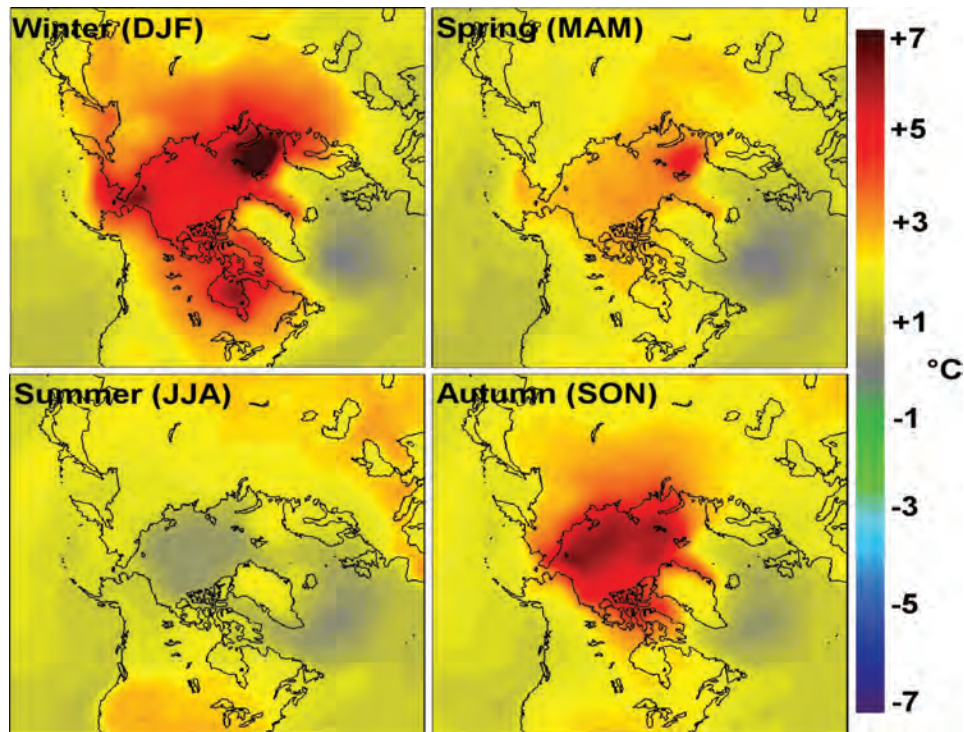 Winter (DJF)
Spring (MAM)
Summer (JJA)
Autumn (SON)
+7
+5
+3
+1
°C
-1
-3
-5
-7